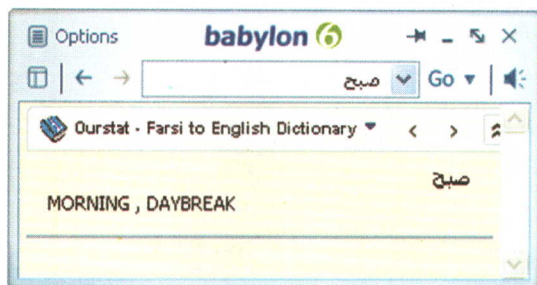 Options babylon 6
صبح Go
Ourstat - Farsi to English Dictionary
صبح
MORNING , DAYBREAK